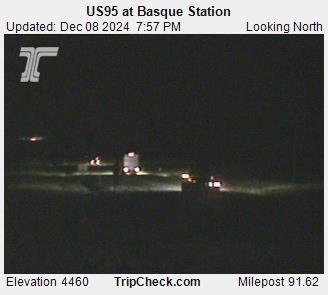 US95 at Basque Station
Updated: Dec 08 2024 7:57 PM Looking North
Elevation 4460 TripCheck.com Milepost 91.62